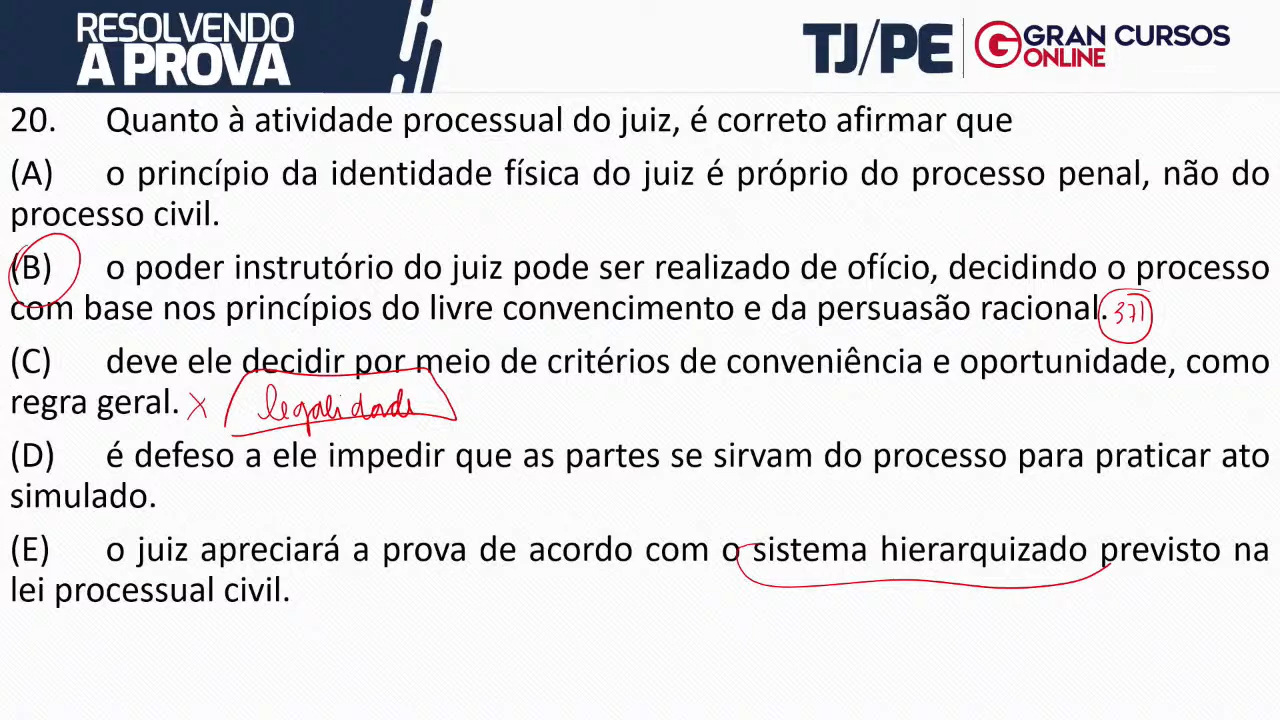 RESOLVENDO
A PROVA
TJ/PE
GRAN CURSOS
ONLINE
20. Quanto à atividade processual do juiz, é correto afirmar que
(A) o princípio da identidade física do juiz é próprio do processo penal, não do
processo civil.
(B) o poder instrutório do juiz pode ser realizado de ofício, decidindo o processo
com base nos princípios do livre convencimento e da persuasão racional. 371
(C) deve ele decidir por meio de critérios de conveniência e oportunidade, como
regra geral. x legalidade
(D) é defeso a ele impedir que as partes se sirvam do processo para praticar ato
simulado.
(E) o juiz apreciará a prova de acordo com o sistema hierarquizado previsto na
lei processual civil.